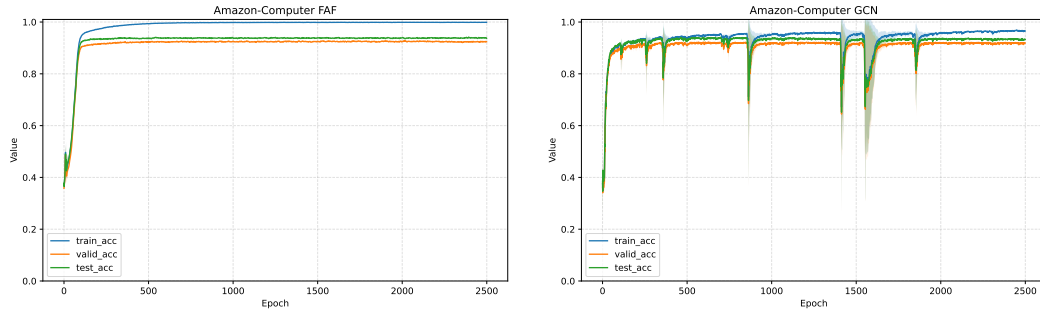 Amazon-Computer FAF
1.0
0.8
0.6
0.4
0.2
0.0
Value
train_acc
valid_acc
test_acc
0
500
1000
1500
2000
2500
Epoch
Amazon-Computer GCN
1.0
0.8
0.6
0.4
0.2
0.0
Value
train_acc
valid_acc
test_acc
0
500
1000
1500
2000
2500
Epoch